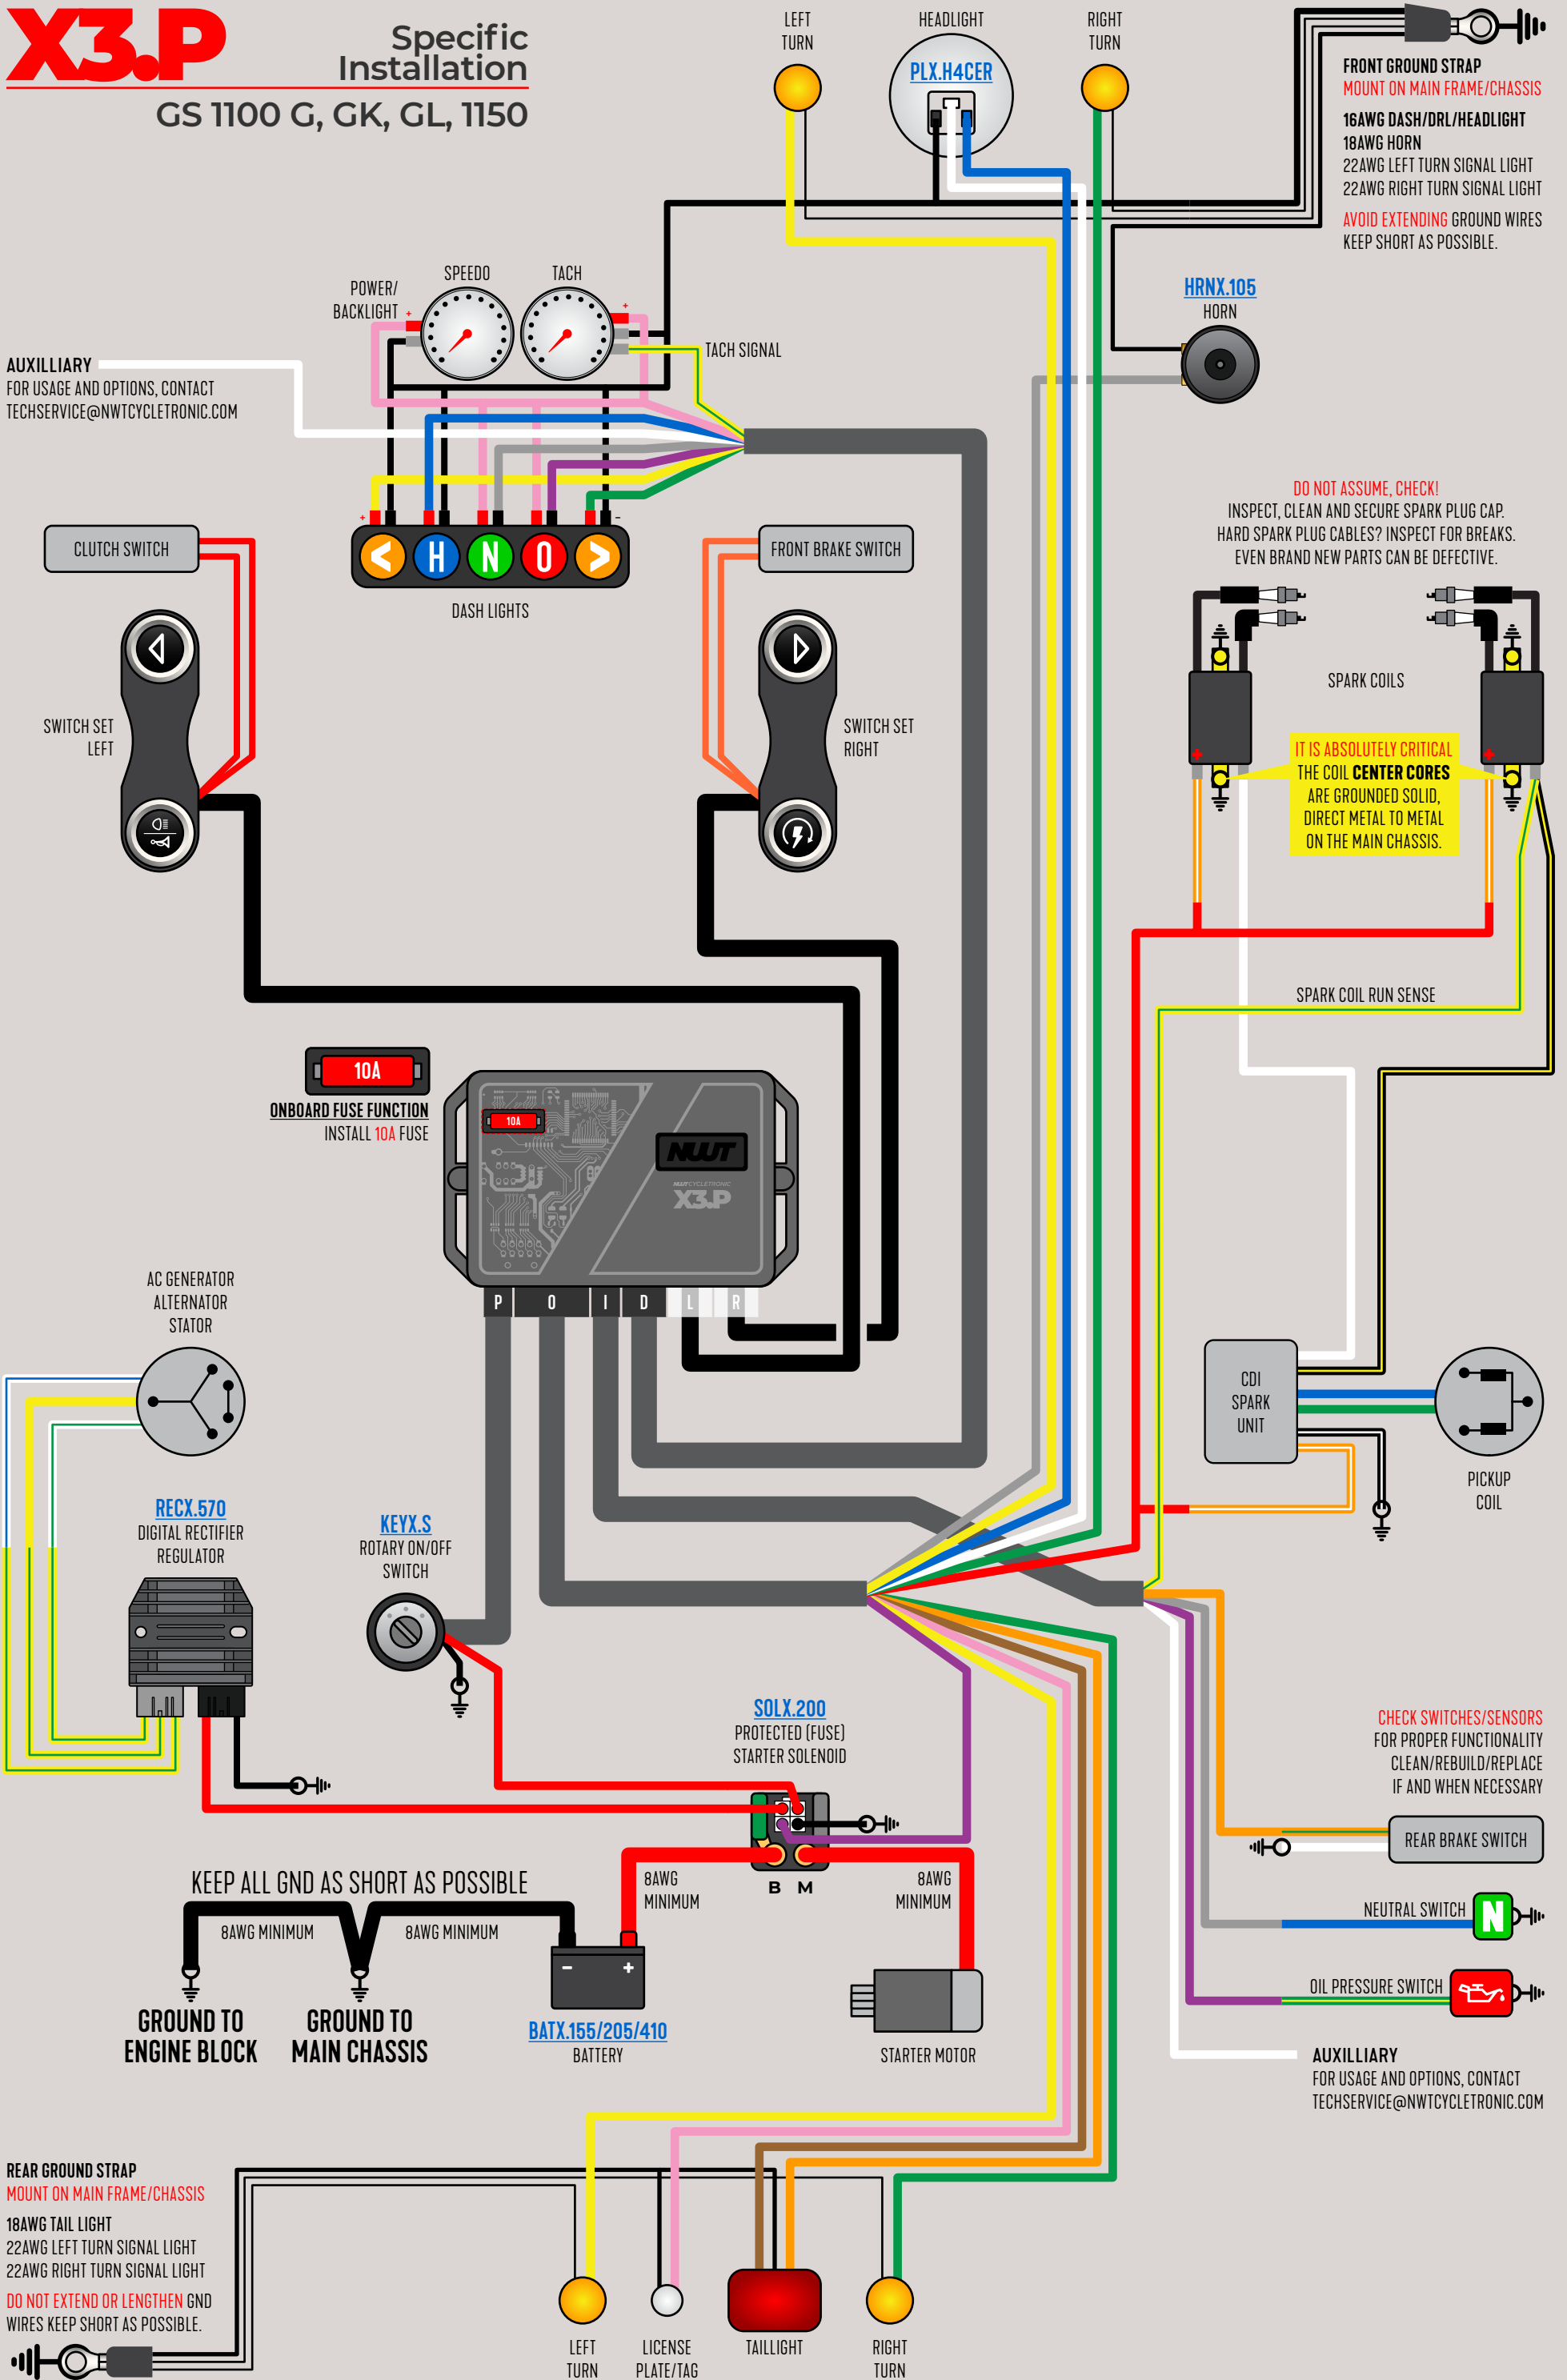 X3.P
Specific
Installation
GS 1100 G, GK, GL, 1150
LEFT
TURN
HEADLIGHT
PLX.H4CER
RIGHT
TURN
FRONT GROUND STRAP
MOUNT ON MAIN FRAME/CHASSIS
16AWG DASH/DRL/HEADLIGHT
18AWG HORN
22AWG LEFT TURN SIGNAL LIGHT
22AWG RIGHT TURN SIGNAL LIGHT
AVOID EXTENDING GROUND WIRES
KEEP SHORT AS POSSIBLE.
HRNX.105
HORN
POWER/
BACKLIGHT
SPEEDO
TACH
+
+
TACH SIGNAL
AUXILLIARY
FOR USAGE AND OPTIONS, CONTACT
TECHSERVICE@NWTCYCLETRONIC.COM
+
-
< H N O >
DASH LIGHTS
CLUTCH SWITCH
FRONT BRAKE SWITCH
SWITCH SET
LEFT
SWITCH SET
RIGHT
DO NOT ASSUME, CHECK!
INSPECT, CLEAN AND SECURE SPARK PLUG CAP.
HARD SPARK PLUG CABLES? INSPECT FOR BREAKS.
EVEN BRAND NEW PARTS CAN BE DEFECTIVE.
SPARK COILS
+
+
IT IS ABSOLUTELY CRITICAL
THE COIL CENTER CORES
ARE GROUNDED SOLID,
DIRECT METAL TO METAL
ON THE MAIN CHASSIS.
SPARK COIL RUN SENSE
10A
ONBOARD FUSE FUNCTION
INSTALL 10A FUSE
10A
NWT
NWT CYCLETRONIC
X3.P
P O I D L R
AC GENERATOR
ALTERNATOR
STATOR
RECX.570
DIGITAL RECTIFIER
REGULATOR
KEYX.S
ROTARY ON/OFF
SWITCH
CDI
SPARK
UNIT
PICKUP
COIL
SOLX.200
PROTECTED (FUSE)
STARTER SOLENOID
B M
8AWG
MINIMUM
8AWG
MINIMUM
KEEP ALL GND AS SHORT AS POSSIBLE
8AWG MINIMUM
8AWG MINIMUM
GROUND TO
ENGINE BLOCK
GROUND TO
MAIN CHASSIS
- +
BATX.155/205/410
BATTERY
STARTER MOTOR
CHECK SWITCHES/SENSORS
FOR PROPER FUNCTIONALITY
CLEAN/REBUILD/REPLACE
IF AND WHEN NECESSARY
REAR BRAKE SWITCH
NEUTRAL SWITCH
N
OIL PRESSURE SWITCH
AUXILLIARY
FOR USAGE AND OPTIONS, CONTACT
TECHSERVICE@NWTCYCLETRONIC.COM
REAR GROUND STRAP
MOUNT ON MAIN FRAME/CHASSIS
18AWG TAIL LIGHT
22AWG LEFT TURN SIGNAL LIGHT
22AWG RIGHT TURN SIGNAL LIGHT
DO NOT EXTEND OR LENGTHEN GND
WIRES KEEP SHORT AS POSSIBLE.
LEFT
TURN
LICENSE
PLATE/TAG
TAILLIGHT
RIGHT
TURN